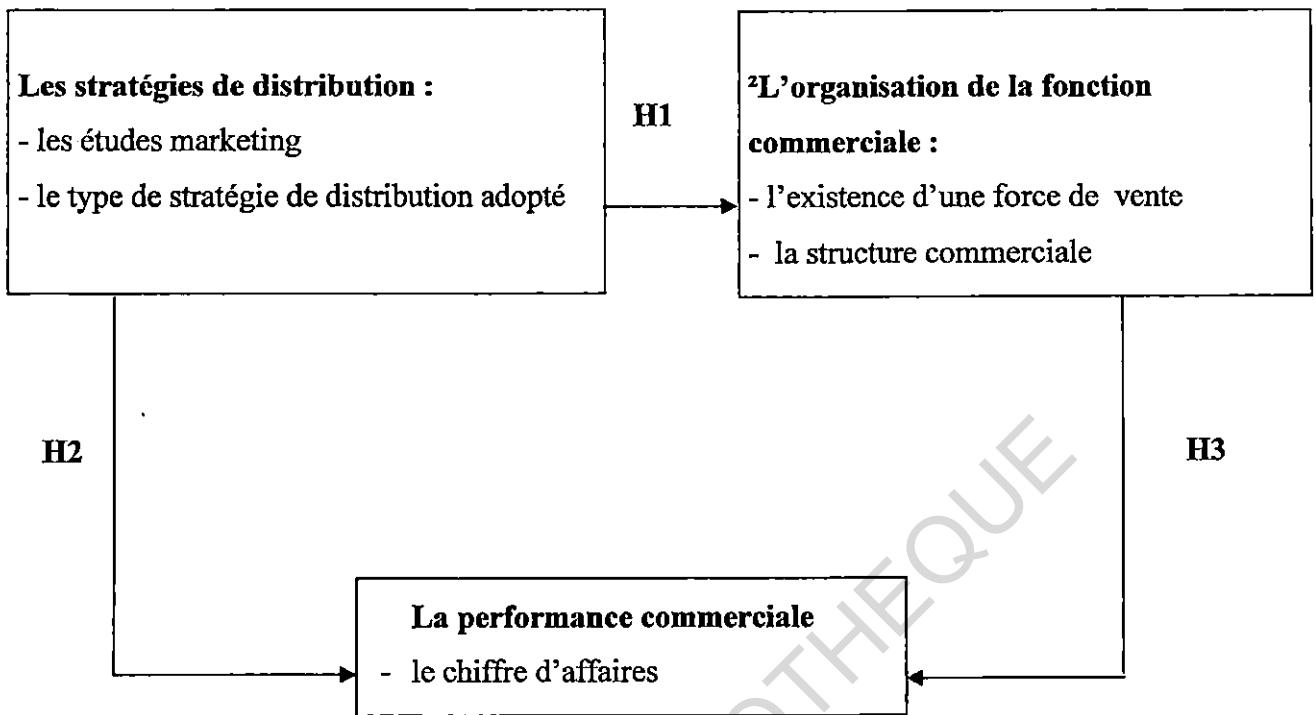 Les stratégies de distribution :
- les études marketing
- le type de stratégie de distribution adopté
H1
²L'organisation de la fonction
commerciale :
- l'existence d'une force de vente
- la structure commerciale
H2
H3
La performance commerciale
- le chiffre d'affaires